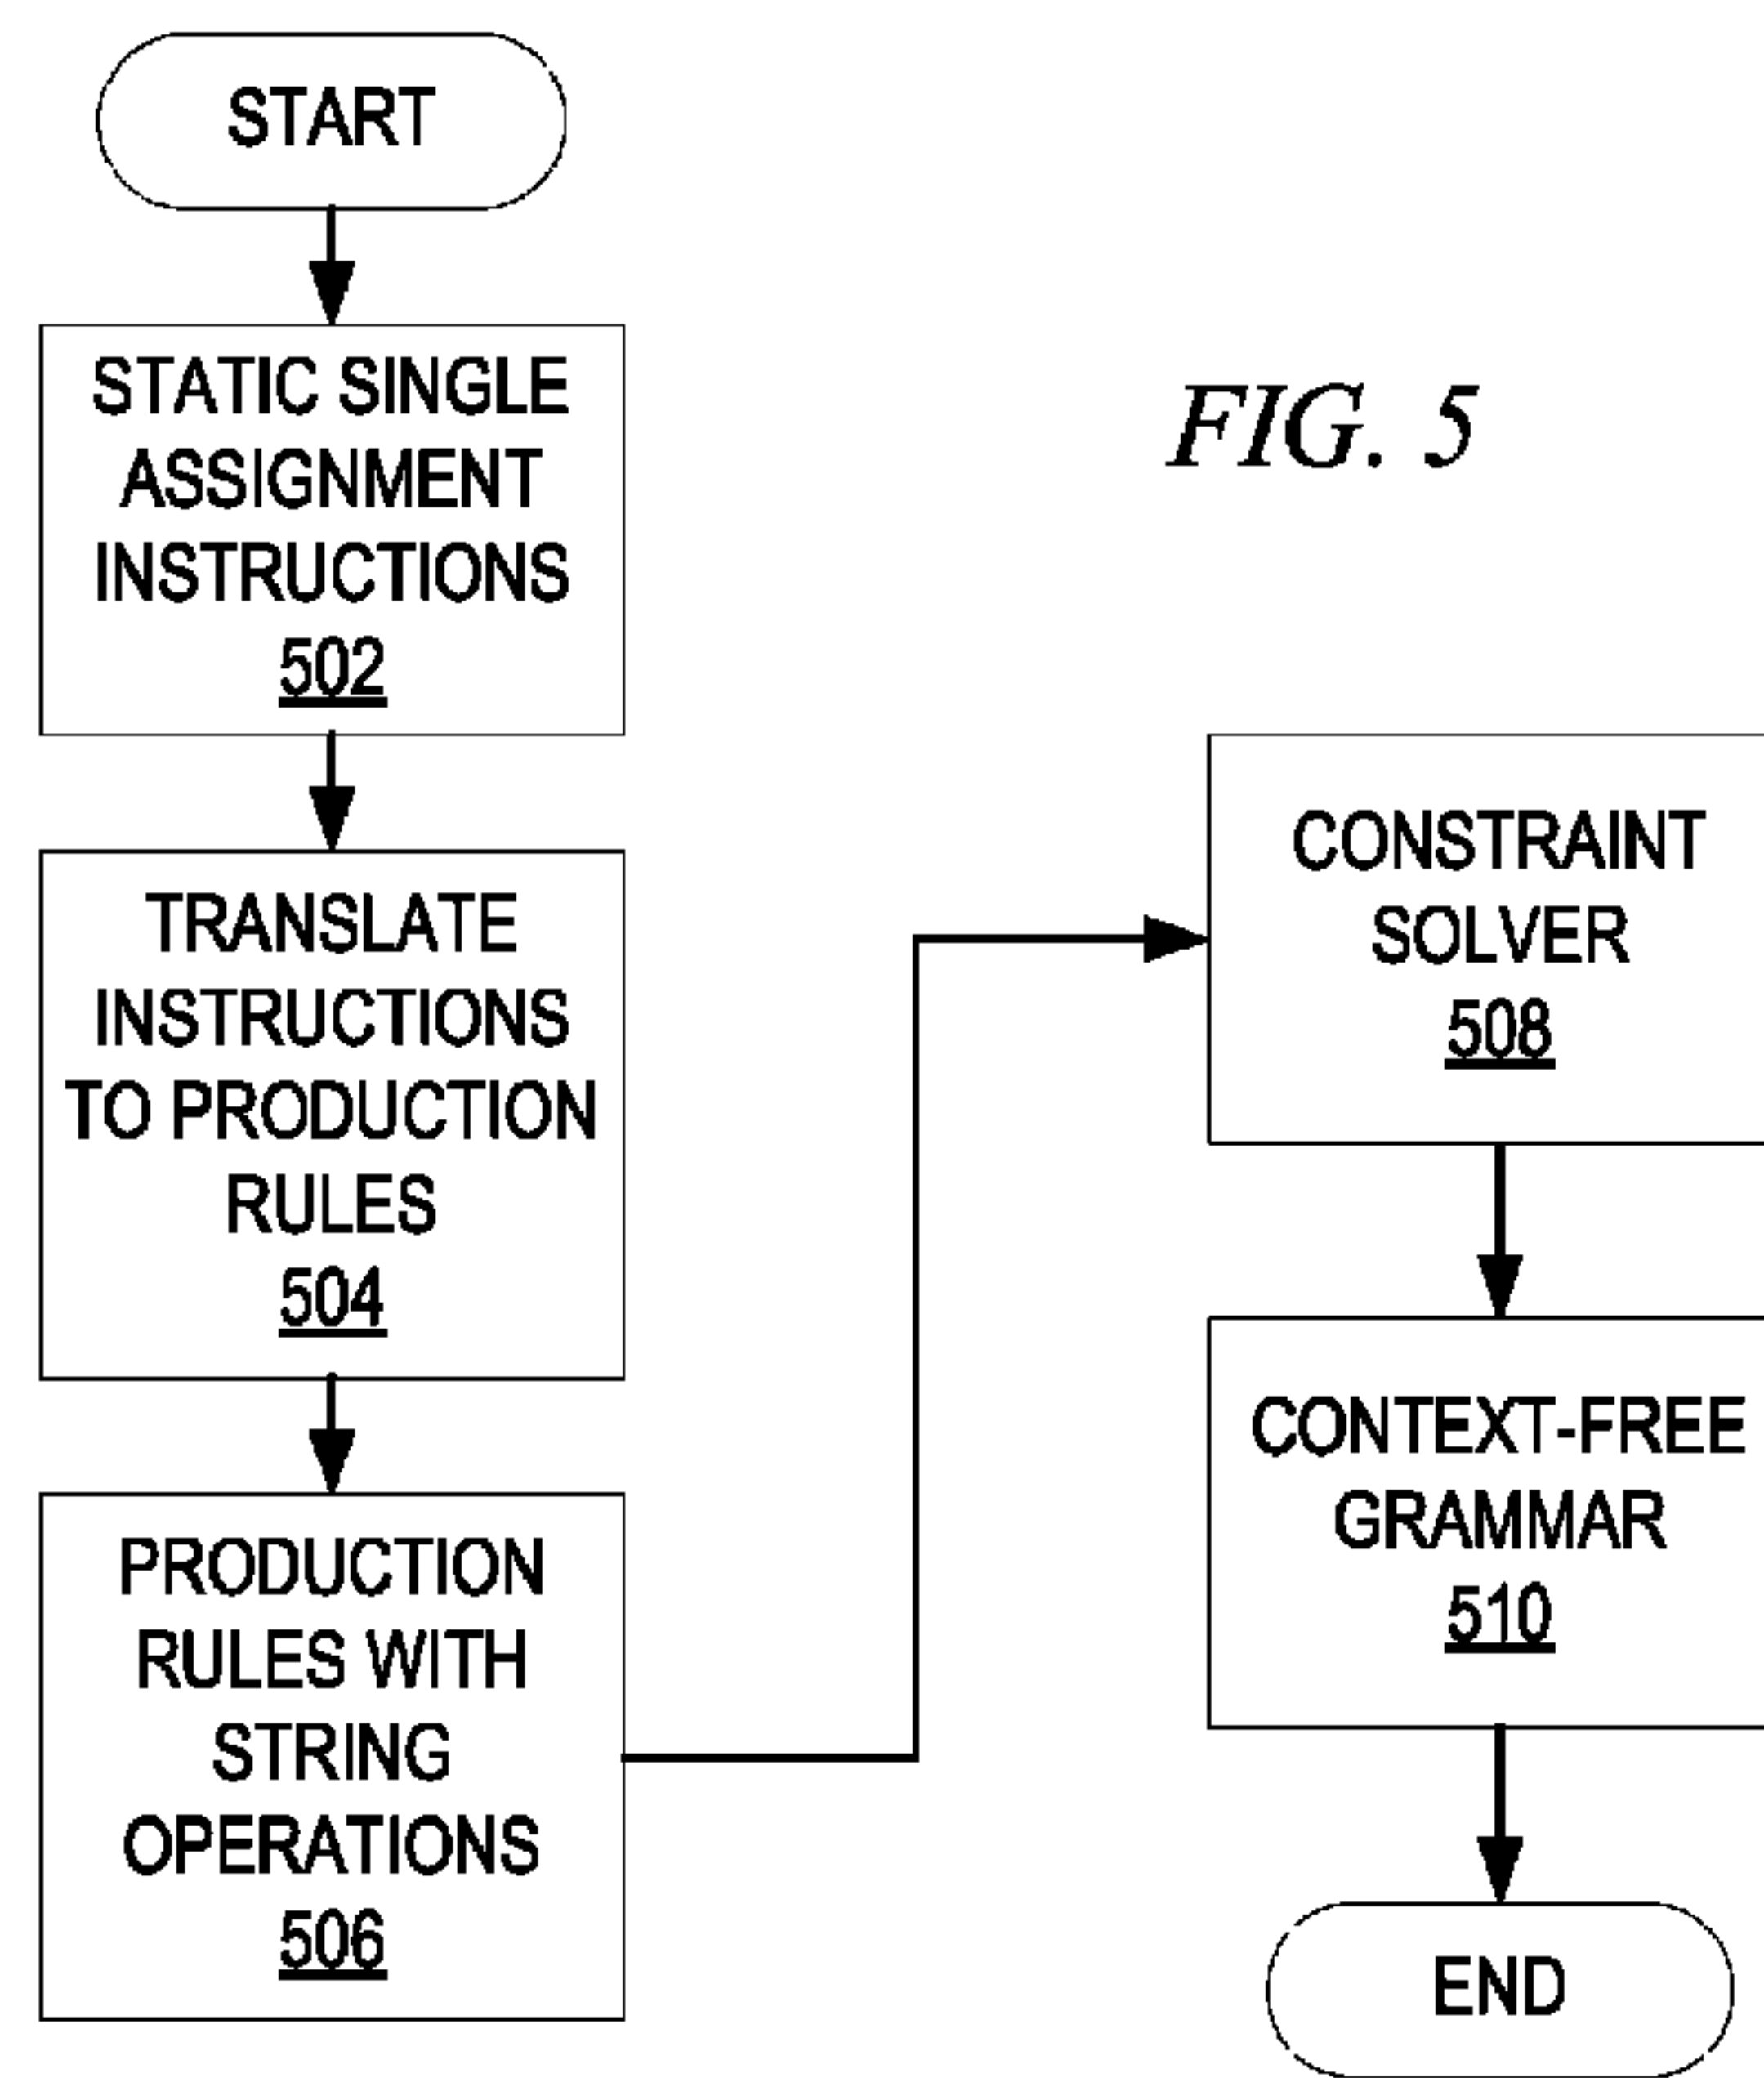 START
STATIC SINGLE
ASSIGNMENT
INSTRUCTIONS
502
TRANSLATE
INSTRUCTIONS
TO PRODUCTION
RULES
504
PRODUCTION
RULES WITH
STRING
OPERATIONS
506
FIG. 5
CONSTRAINT
SOLVER
508
CONTEXT-FREE
GRAMMAR
510
END